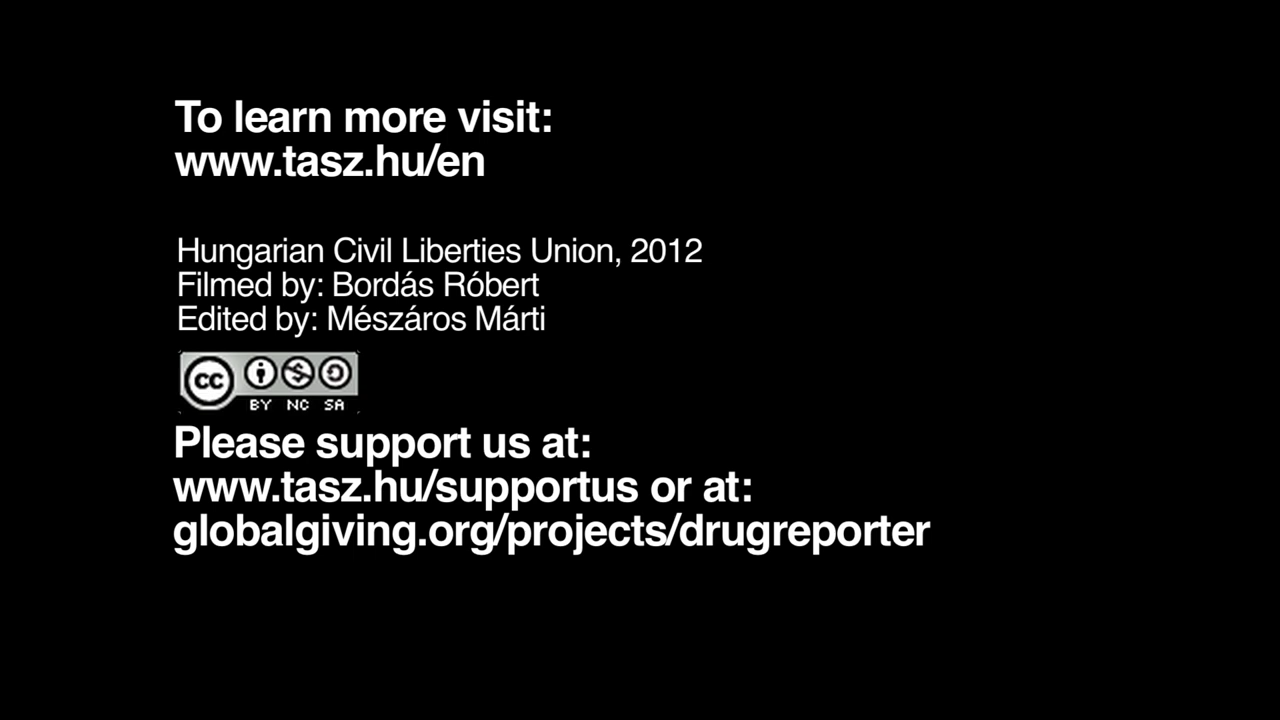 To learn more visit:
www.tasz.hu/en
Hungarian Civil Liberties Union, 2012
Filmed by: Bordás Róbert
Edited by: Mészáros Márti
cc BY NC SA
Please support us at:
www.tasz.hu/supportus or at:
globalgiving.org/projects/drugreporter